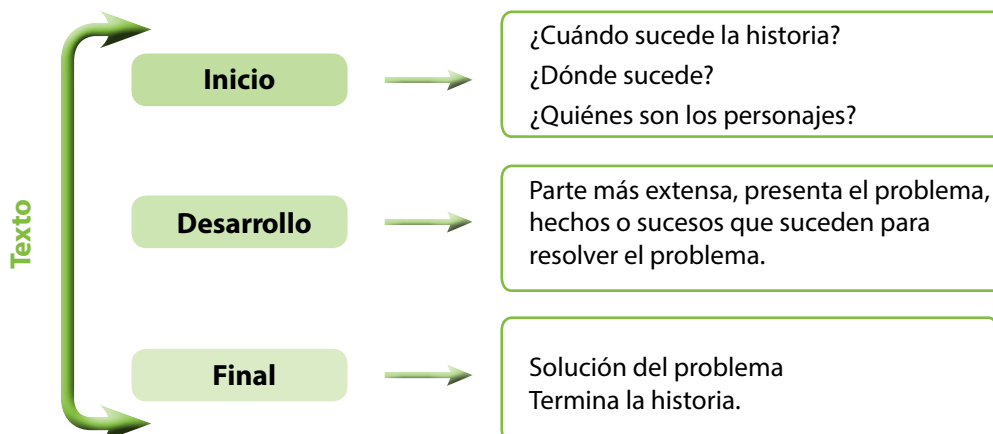 Texto
Inicio
¿Cuándo sucede la historia?
¿Dónde sucede?
¿Quiénes son los personajes?
Desarrollo
Parte más extensa, presenta el problema,
hechos o sucesos que suceden para
resolver el problema.
Final
Solución del problema
Termina la historia.